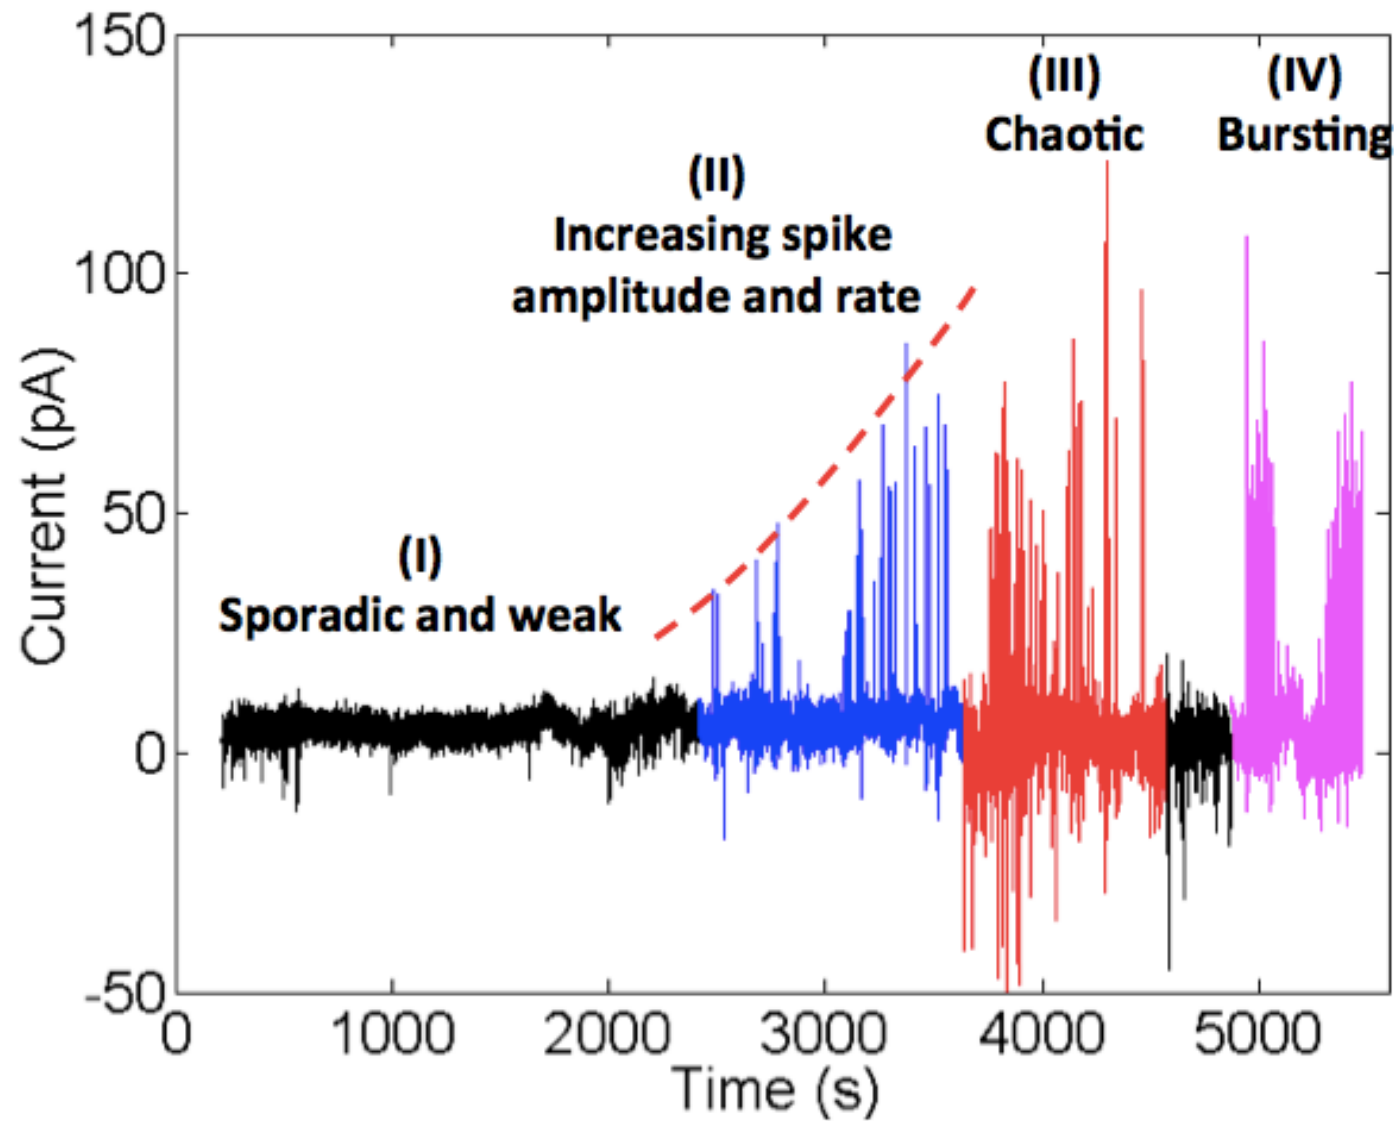 150
100
50
0
-50
Current (pA)
(I)
Sporadic and weak
(II)
Increasing spike
amplitude and rate
(III)
Chaotic
(IV)
Bursting
0 1000 2000 3000 4000 5000
Time (s)